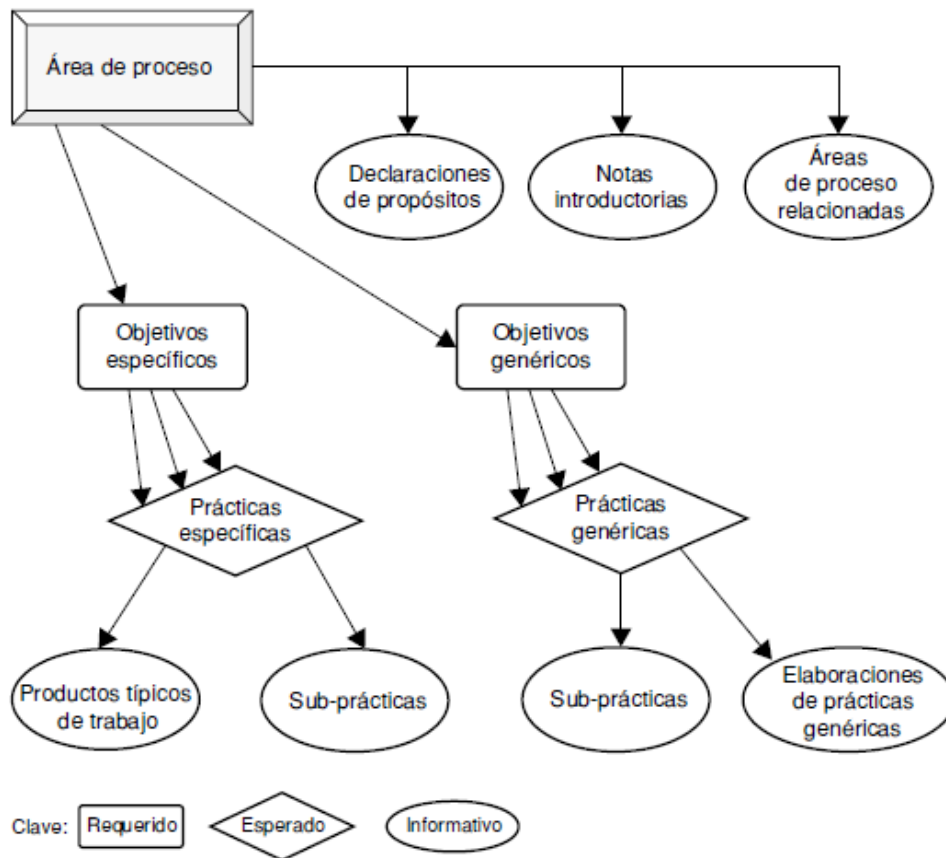 Área de proceso
Declaraciones
de propósitos
Notas
introductorias
Áreas
de proceso
relacionadas
Objetivos
específicos
Objetivos
genéricos
Prácticas
específicas
Prácticas
genéricas
Productos típicos
de trabajo
Sub-prácticas
Sub-prácticas
Elaboraciones
de prácticas
genéricas
Clave: Requerido Esperado Informativo